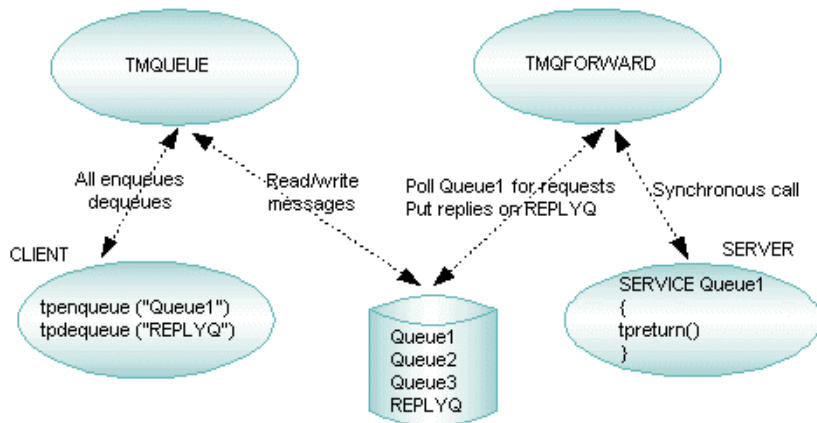 TMQUEUE
TMQFORWARD
All enqueues
dequeues
Read/write
messages
Poll Queue1 for requests
Put replies on REPLYQ
Synchronous call
CLIENT
SERVER
tpenqueue ("Queue1")
tpdequeue ("REPLYQ")
Queue1
Queue2
Queue3
REPLYQ
SERVICE Queue1
{
tpreturn()
}